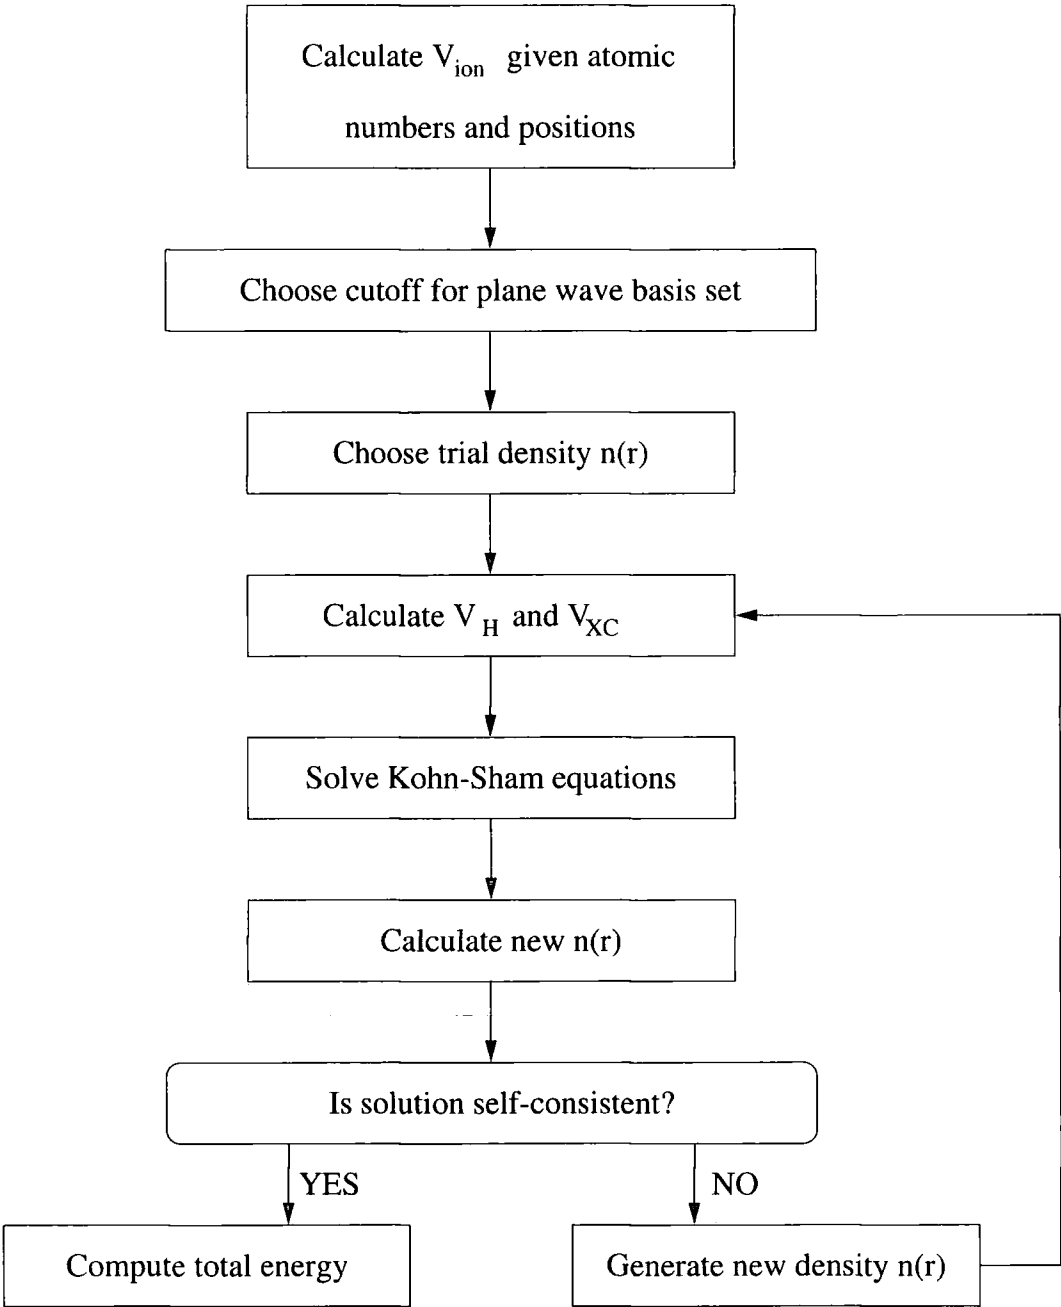 Calculate V_ion given atomic
numbers and positions
Choose cutoff for plane wave basis set
Choose trial density n(r)
Calculate V_H and V_XC
Solve Kohn-Sham equations
Calculate new n(r)
Is solution self-consistent?
YES
NO
Compute total energy
Generate new density n(r)